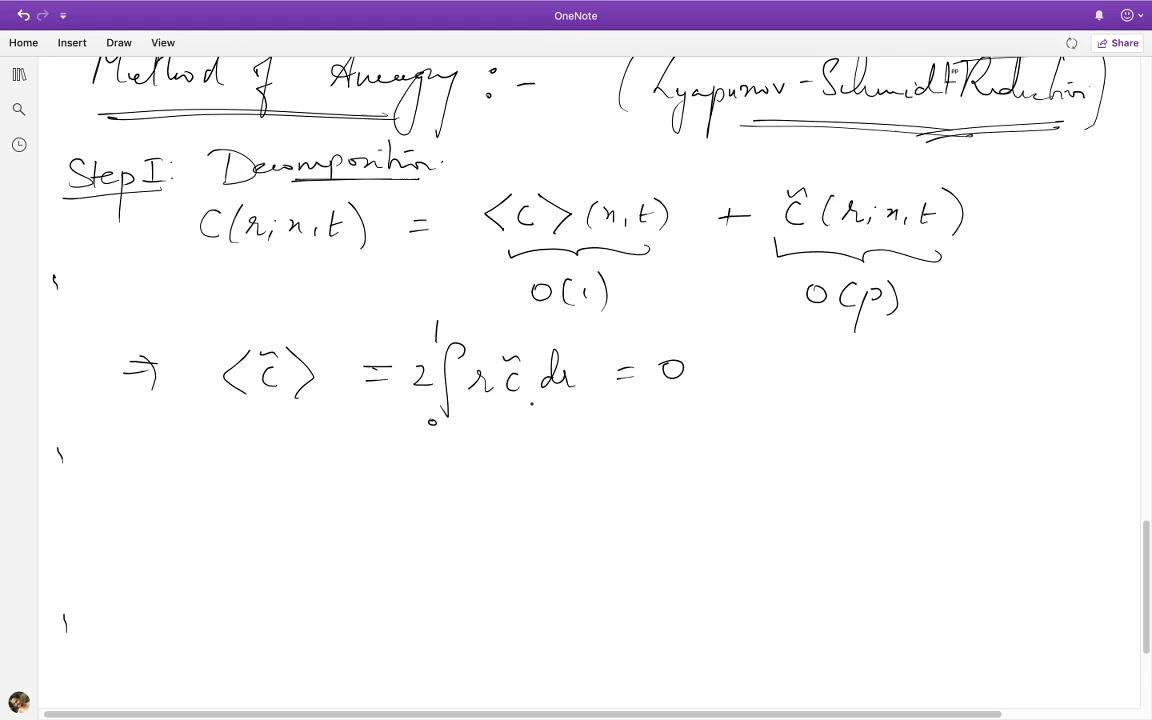 OneNote
Home Insert Draw View Share
Method of Averaging :- (Lyapunov-Schmidt Reduction)
Step I: Decomposition
C(r, x, t) = <C>(x, t) + c̃(r, x, t)
O(1) O(p)
⇒ <c̃> = 2∫₀¹ r c̃ dr = 0